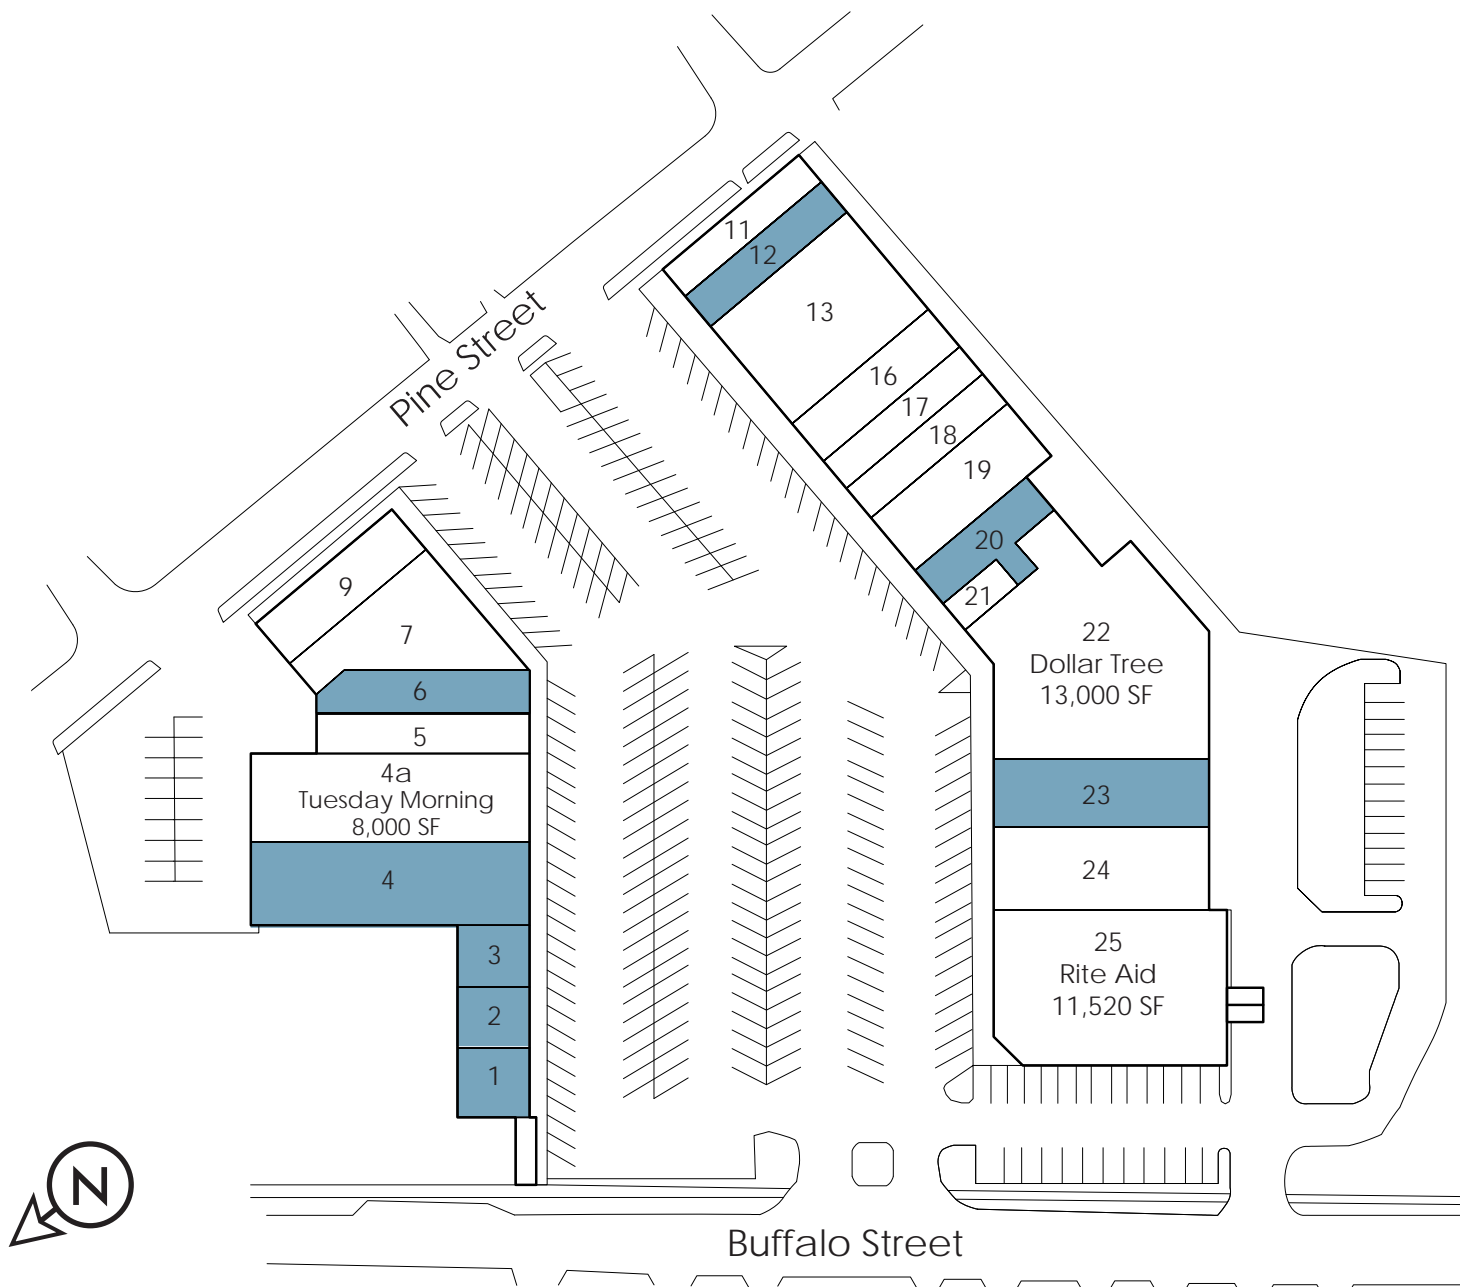 11
12
13
16
17
18
19
20
21
22
Dollar Tree
13,000 SF
23
24
25
Rite Aid
11,520 SF
Pine Street
9
7
6
5
4a
Tuesday Morning
8,000 SF
4
3
2
1
N
Buffalo Street